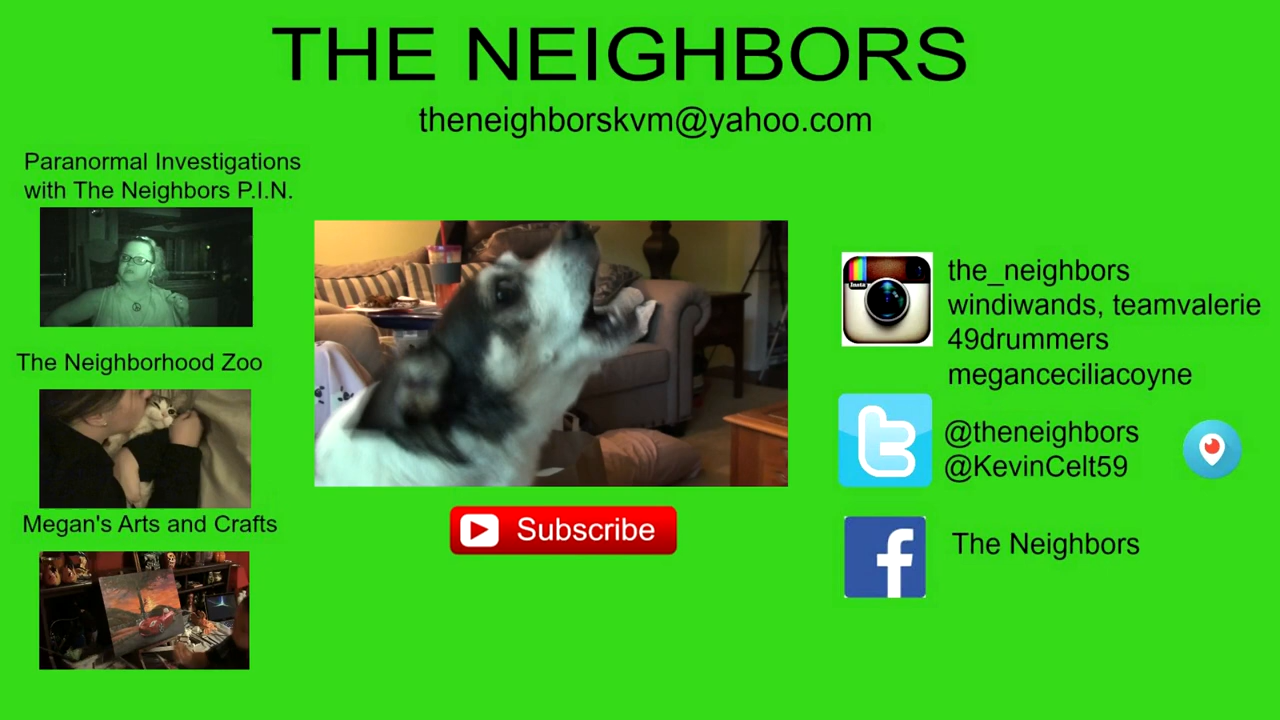 THE NEIGHBORS
theneighborskvm@yahoo.com
Paranormal Investigations
with The Neighbors P.I.N.
The Neighborhood Zoo
Megan's Arts and Crafts
Subscribe
Insta
the_neighbors
windiwands, teamvalerie
49drummers
meganceciliacoyne
@theneighbors
@KevinCelt59
The Neighbors